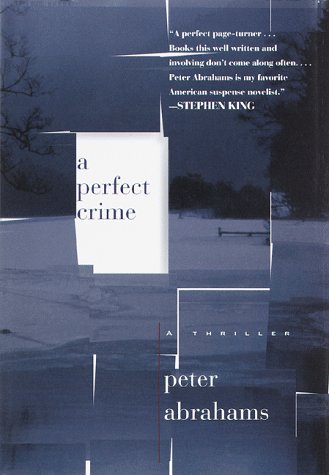 “A perfect page-turner . . .
Books this well written and
involving don’t come along often. . . .
Peter Abrahams is my favorite
American suspense novelist.”
—STEPHEN KING
a
perfect
crime
A THRILLER
peter
abrahams